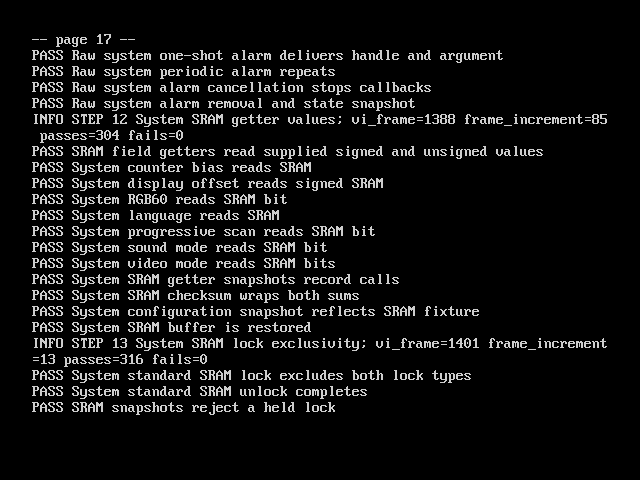 -- page 17 --
PASS Raw system one-shot alarm delivers handle and argument
PASS Raw system periodic alarm repeats
PASS Raw system alarm cancellation stops callbacks
PASS Raw system alarm removal and state snapshot
INFO STEP 12 System SRAM getter values; vi_frame=1388 frame_increment=85
passes=304 fails=0
PASS SRAM field getters read supplied signed and unsigned values
PASS System counter bias reads SRAM
PASS System display offset reads signed SRAM
PASS System RGB60 reads SRAM bit
PASS System language reads SRAM
PASS System progressive scan reads SRAM bit
PASS System sound mode reads SRAM bit
PASS System video mode reads SRAM bits
PASS System SRAM getter snapshots record calls
PASS System SRAM checksum wraps both sums
PASS System configuration snapshot reflects SRAM fixture
PASS System SRAM buffer is restored
INFO STEP 13 System SRAM lock exclusivity; vi_frame=1401 frame_increment
=13 passes=316 fails=0
PASS System standard SRAM lock excludes both lock types
PASS System standard SRAM unlock completes
PASS SRAM snapshots reject a held lock